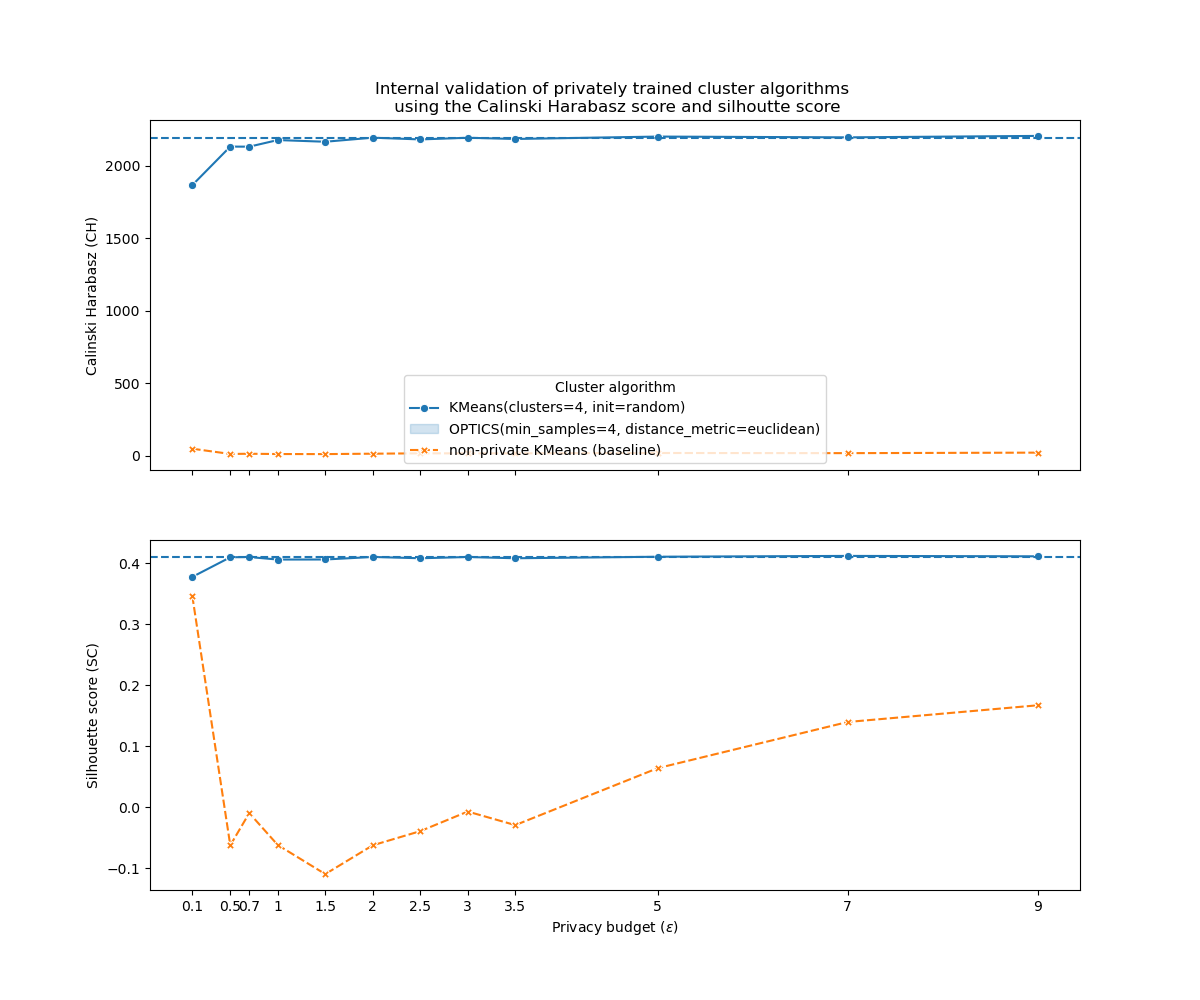 Internal validation of privately trained cluster algorithms
using the Calinski Harabasz score and silhoutte score
Calinski Harabasz (CH)
2000
1500
1000
500
0
Cluster algorithm
KMeans(clusters=4, init=random)
OPTICS(min_samples=4, distance_metric=euclidean)
non-private KMeans (baseline)
Silhouette score (SC)
0.4
0.3
0.2
0.1
0.0
−0.1
0.1 0.5 0.7 1 1.5 2 2.5 3 3.5 5 7 9
Privacy budget (ε)